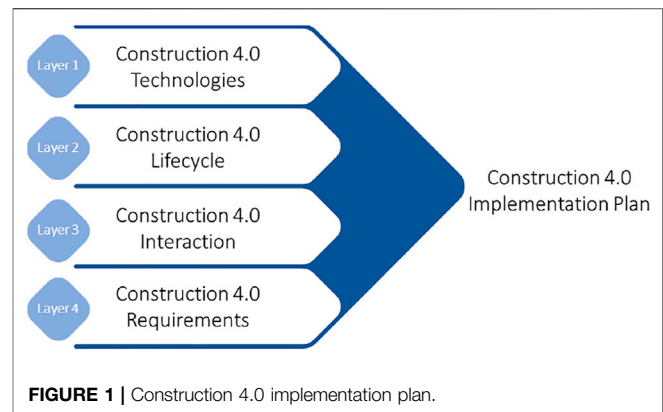 Layer 1
Construction 4.0
Technologies
Layer 2
Construction 4.0
Lifecycle
Layer 3
Construction 4.0
Interaction
Layer 4
Construction 4.0
Requirements
Construction 4.0
Implementation Plan
FIGURE 1 | Construction 4.0 implementation plan.